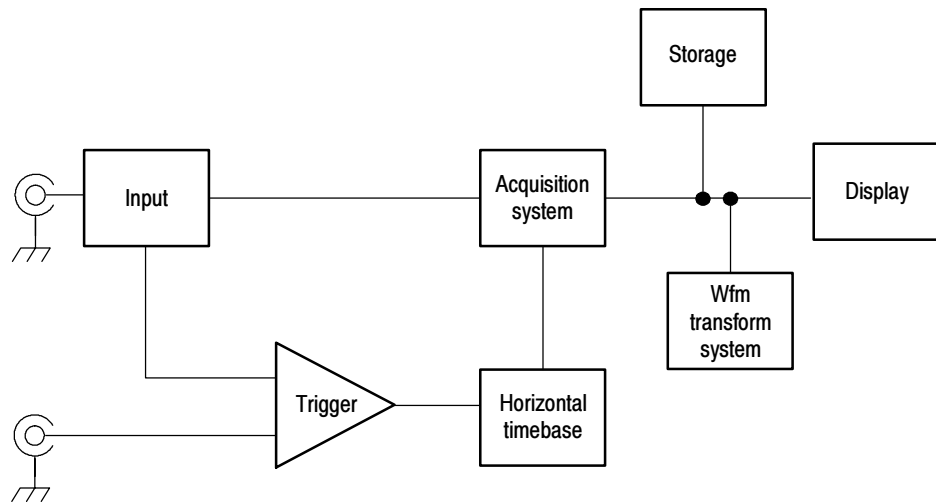 Storage
Input
Acquisition
system
Display
Wfm
transform
system
Trigger
Horizontal
timebase